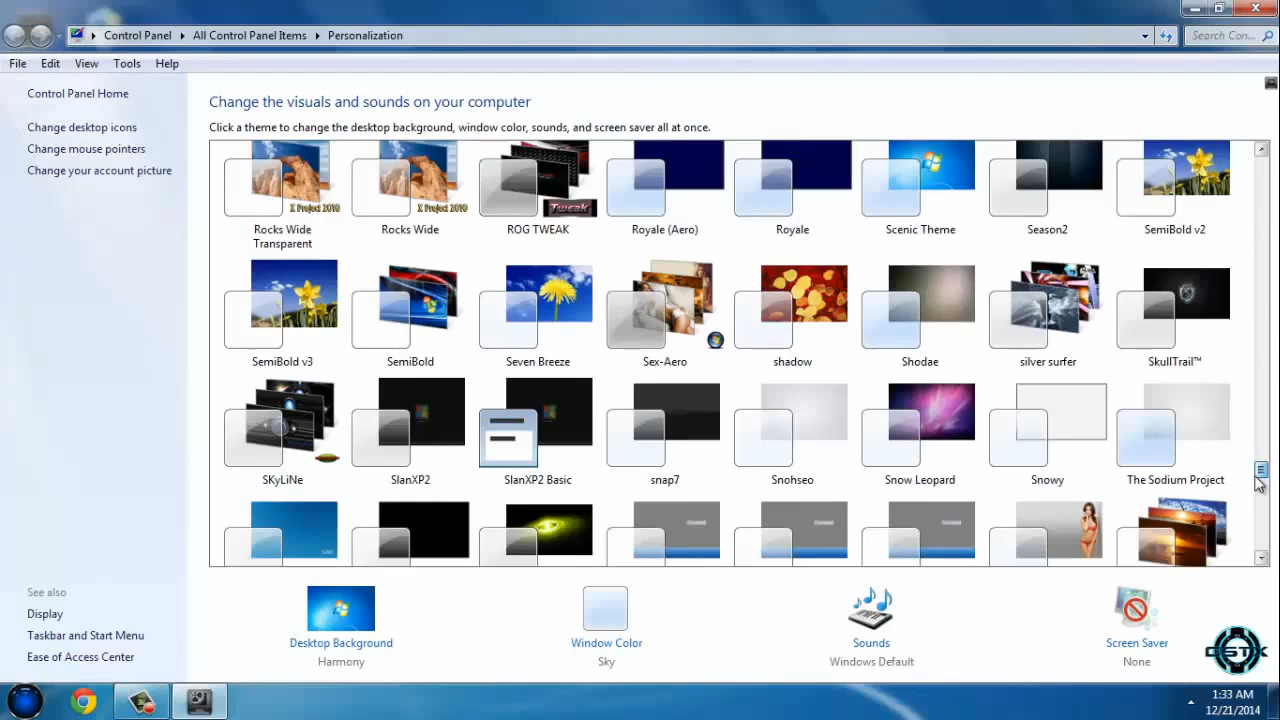 Control Panel All Control Panel Items Personalization
Search Con...
File Edit View Tools Help
Control Panel Home
Change desktop icons
Change mouse pointers
Change your account picture
Change the visuals and sounds on your computer
Click a theme to change the desktop background, window color, sounds, and screen saver all at once.
X Project 2010
X Project 2010
Tweak
Rocks Wide Transparent
Rocks Wide
ROG TWEAK
Royale (Aero)
Royale
Scenic Theme
Season2
SemiBold v2
SemiBold v3
SemiBold
Seven Breeze
Sex-Aero
shadow
Shodae
silver surfer
SkullTrail™
SKyLiNe
SlanXP2
SlanXP2 Basic
snap7
Snohseo
Snow Leopard
Snowy
The Sodium Project
See also
Display
Taskbar and Start Menu
Ease of Access Center
Desktop Background
Harmony
Window Color
Sky
Sounds
Windows Default
Screen Saver
None
1:33 AM
12/21/2014